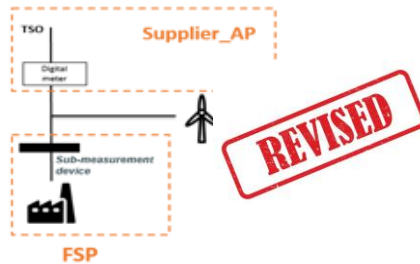 TSO
Supplier_AP
Digital
meter
Sub-measurement
device
FSP
REVISED